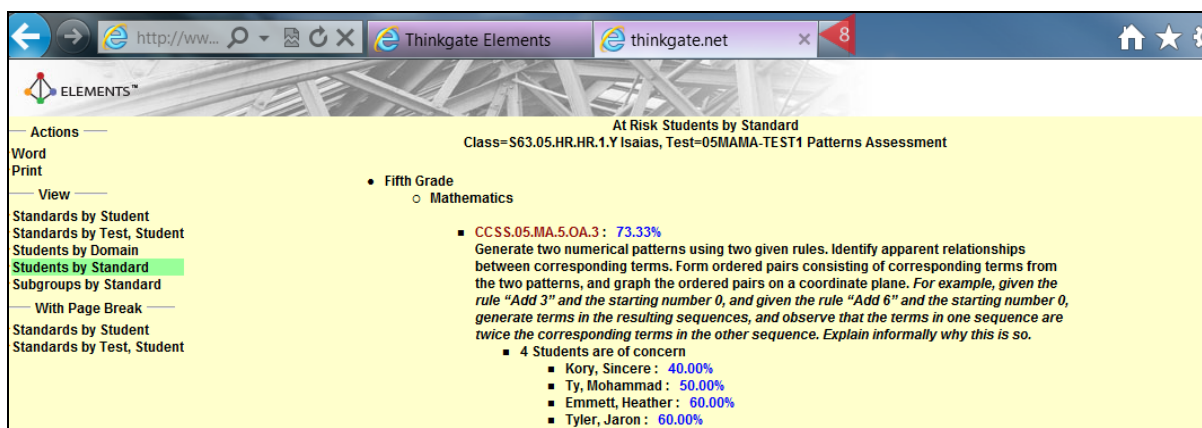 http://ww...
Thinkgate Elements
thinkgate.net
8
ELEMENTS™
Actions
Word
Print
View
Standards by Student
Standards by Test, Student
Students by Domain
Students by Standard
Subgroups by Standard
With Page Break
Standards by Student
Standards by Test, Student
At Risk Students by Standard
Class=S63.05.HR.HR.1.Y Isaias, Test=05MAMA-TEST1 Patterns Assessment
Fifth Grade
Mathematics
CCSS.05.MA.5.OA.3 : 73.33%
Generate two numerical patterns using two given rules. Identify apparent relationships
between corresponding terms. Form ordered pairs consisting of corresponding terms from
the two patterns, and graph the ordered pairs on a coordinate plane. For example, given the
rule “Add 3” and the starting number 0, and given the rule “Add 6” and the starting number 0,
generate terms in the resulting sequences, and observe that the terms in one sequence are
twice the corresponding terms in the other sequence. Explain informally why this is so.
4 Students are of concern
Kory, Sincere : 40.00%
Ty, Mohammad : 50.00%
Emmett, Heather : 60.00%
Tyler, Jaron : 60.00%